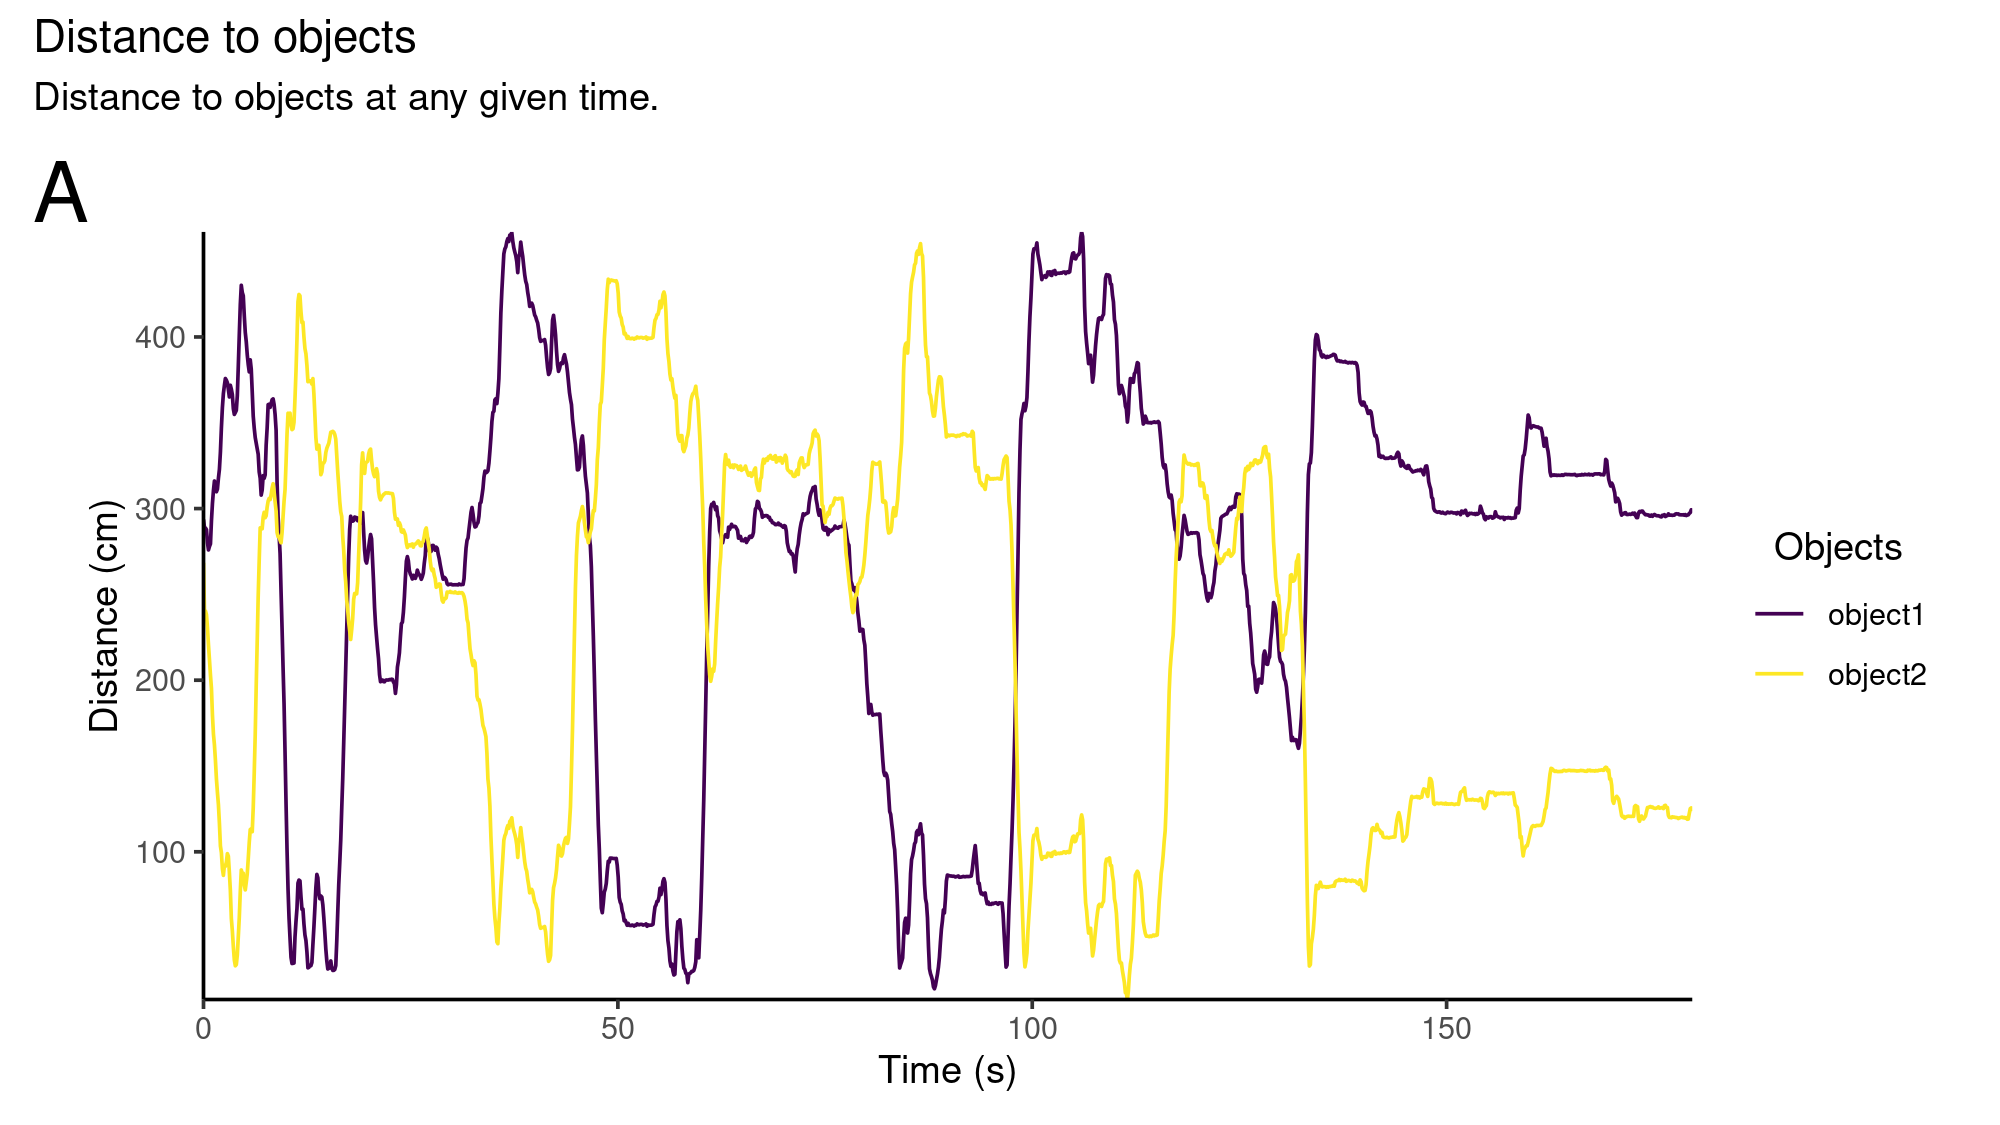 Distance to objects
Distance to objects at any given time.
A
Distance (cm)
400
300
200
100
0
50
100
150
Time (s)
Objects
object1
object2